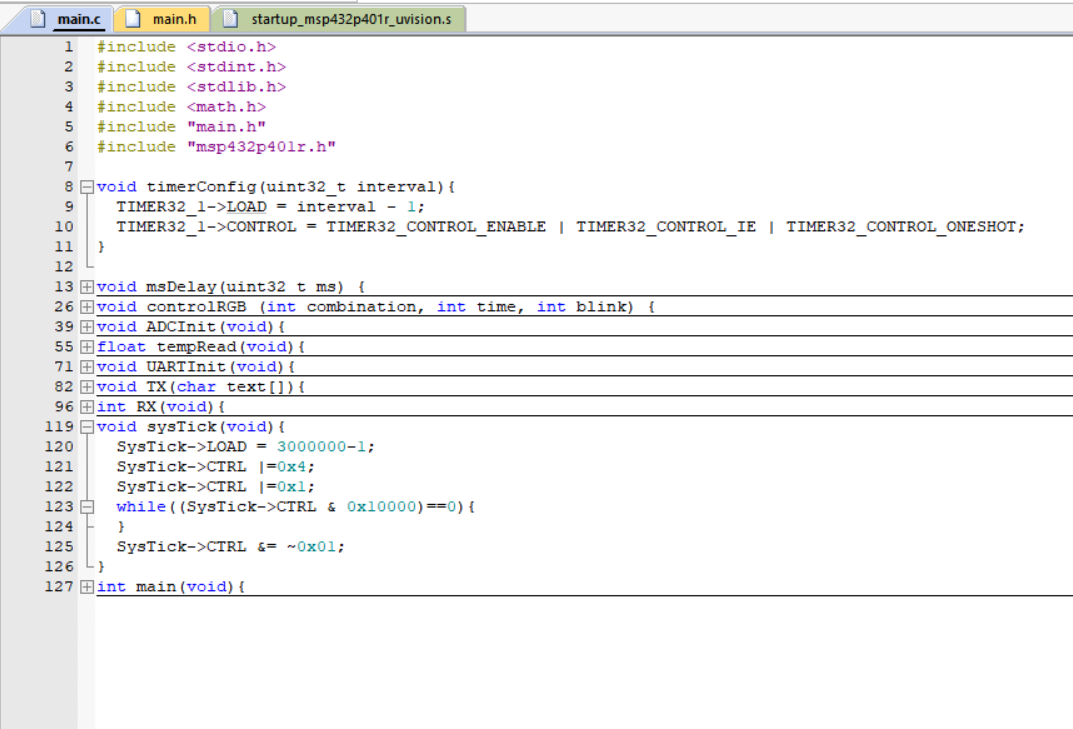 main.c main.h startup_msp432p401r_uvision.s
1 #include <stdio.h>
2 #include <stdint.h>
3 #include <stdlib.h>
4 #include <math.h>
5 #include "main.h"
6 #include "msp432p401r.h"
7
8 void timerConfig(uint32_t interval){
9 TIMER32_1->LOAD = interval - 1;
10 TIMER32_1->CONTROL = TIMER32_CONTROL_ENABLE | TIMER32_CONTROL_IE | TIMER32_CONTROL_ONESHOT;
11 }
12
13 void msDelay(uint32 t ms) {
26 void controlRGB (int combination, int time, int blink) {
39 void ADCInit(void){
55 float tempRead(void){
71 void UARTInit(void){
82 void TX(char text[]){
96 int RX(void){
119 void sysTick(void){
120 SysTick->LOAD = 3000000-1;
121 SysTick->CTRL |=0x4;
122 SysTick->CTRL |=0x1;
123 while((SysTick->CTRL & 0x10000)==0){
124 }
125 SysTick->CTRL &= ~0x01;
126 }
127 int main(void){